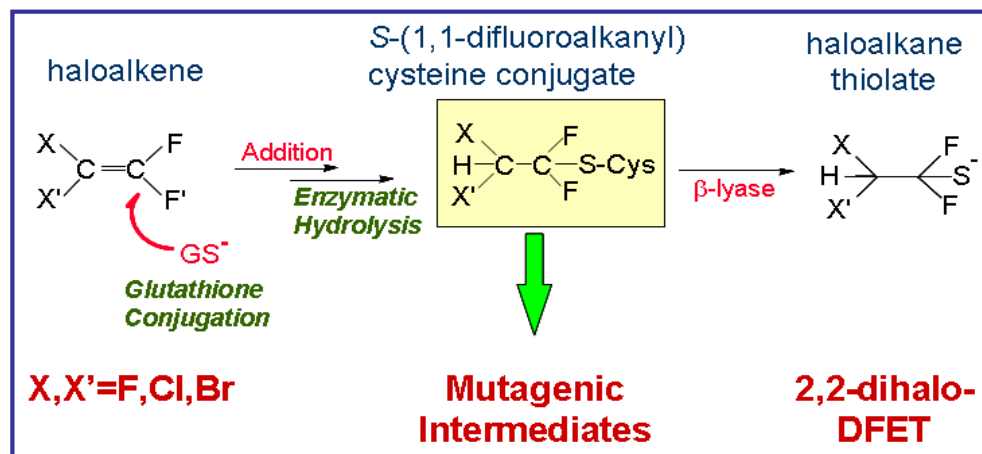 haloalkene
S-(1,1-difluoroalkanyl)
cysteine conjugate
haloalkane
thiolate
X
X'
C=C
F
F'
GS-
Glutathione
Conjugation
Addition
Enzymatic
Hydrolysis
X
H-C-C-S-Cys
X'
F
F
β-lyase
X
H
X'
F
S-
F
X,X'=F,Cl,Br
Mutagenic
Intermediates
2,2-dihalo-
DFET